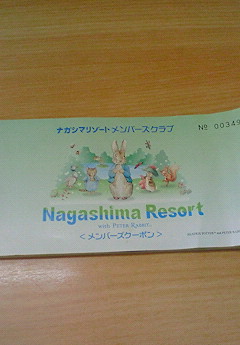 ナガシマリゾートメンバーズクラブ
Nº 00349
Nagashima Resort
WITH PETER RABBIT
<メンバーズクーポン>